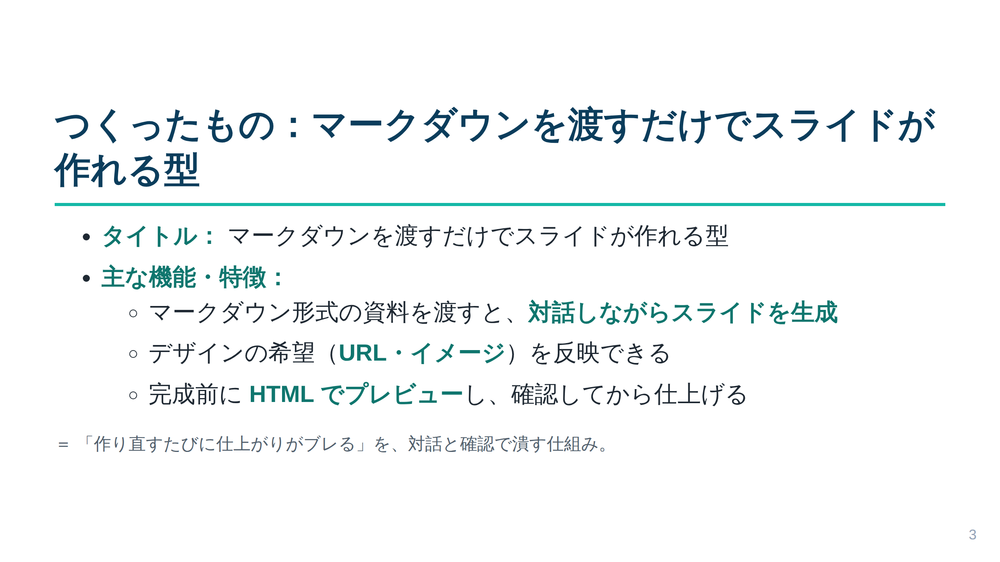 つくったもの：マークダウンを渡すだけでスライドが
作れる型
• タイトル： マークダウンを渡すだけでスライドが作れる型
• 主な機能・特徴：
○ マークダウン形式の資料を渡すと、対話しながらスライドを生成
○ デザインの希望（URL・イメージ）を反映できる
○ 完成前に HTML でプレビューし、確認してから仕上げる
＝「作り直すたびに仕上がりがブレる」を、対話と確認で潰す仕組み。
3